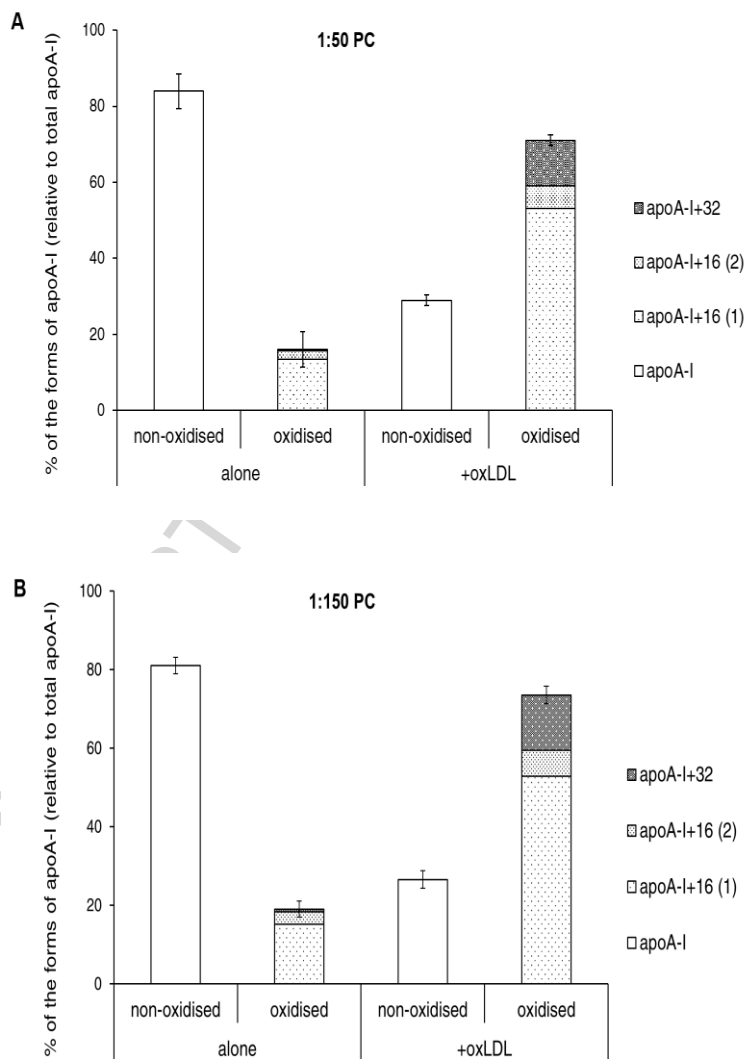 A
1:50 PC
% of the forms of apoA-I (relative to total apoA-I)
100
80
60
40
20
0
apoA-I+32
apoA-I+16 (2)
apoA-I+16 (1)
apoA-I
non-oxidised oxidised non-oxidised oxidised
alone +oxLDL
B
1:150 PC
% of the forms of apoA-I (relative to total apoA-I)
100
80
60
40
20
0
apoA-I+32
apoA-I+16 (2)
apoA-I+16 (1)
apoA-I
non-oxidised oxidised non-oxidised oxidised
alone +oxLDL